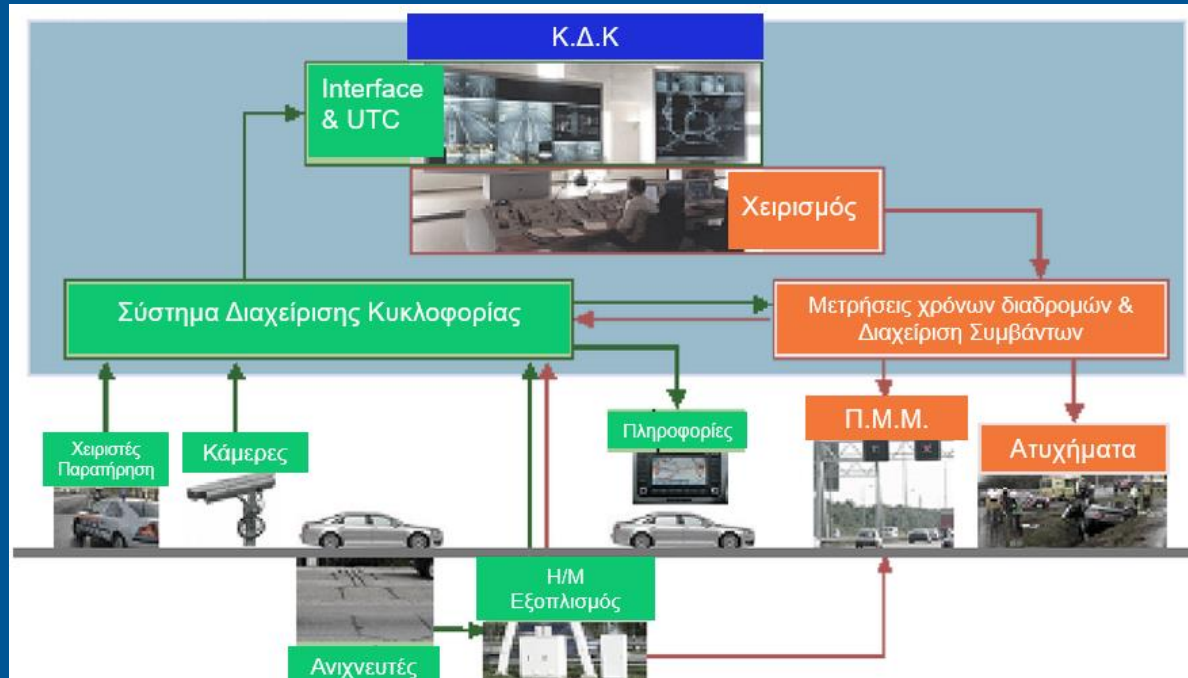 Κ.Δ.Κ
Interface
& UTC
Χειρισμός
Σύστημα Διαχείρισης Κυκλοφορίας
Μετρήσεις χρόνων διαδρομών &
Διαχείριση Συμβάντων
Χειριστές
Παρατήρηση
Κάμερες
Πληροφορίες
Π.Μ.Μ.
Ατυχήματα
Η/Μ
Εξοπλισμός
Ανιχνευτές